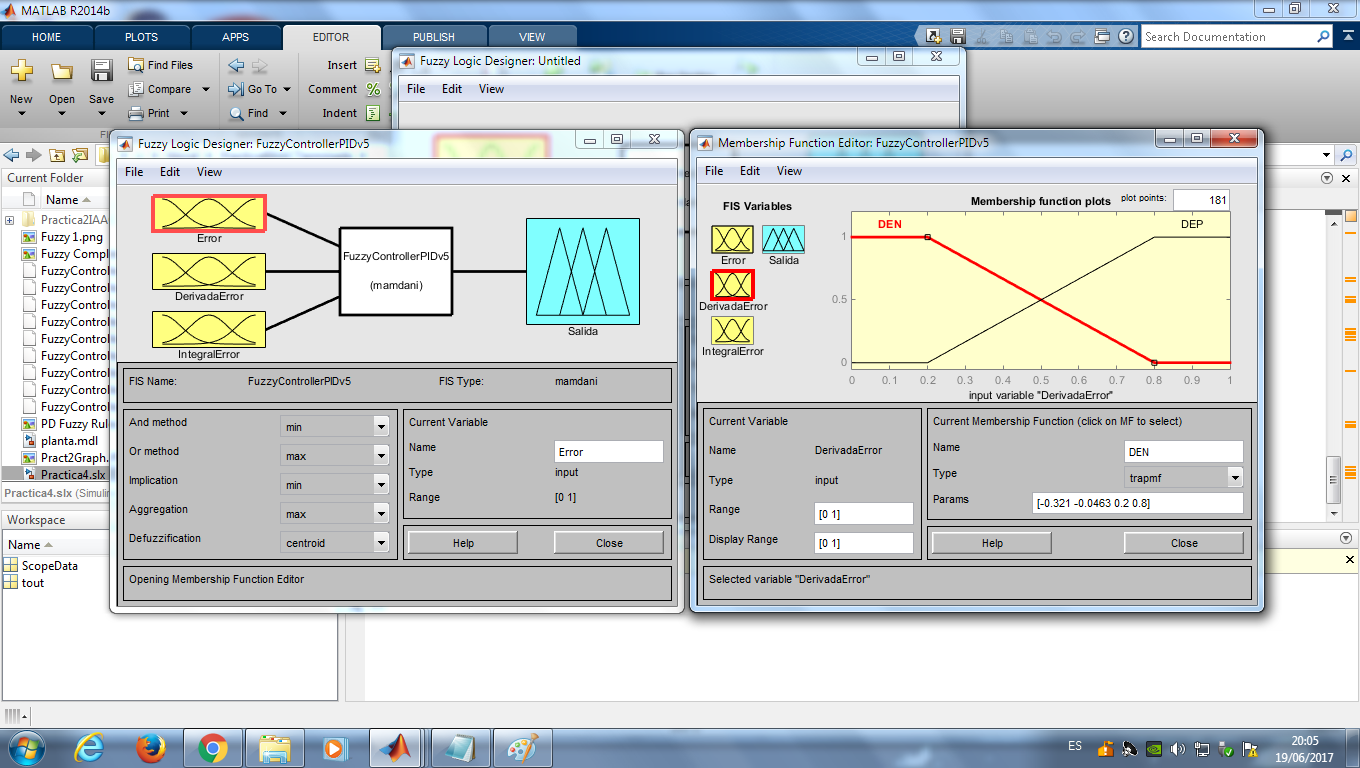 MATLAB R2014b
HOME PLOTS APPS EDITOR PUBLISH VIEW
Search Documentation
New Open Save
Find Files
Compare
Print
Go To
Find
Insert
Comment
Indent
Fuzzy Logic Designer: Untitled
File Edit View
Current Folder
Name
Practica2IAA
Fuzzy 1.png
Fuzzy Compl
FuzzyControl
FuzzyControl
FuzzyControl
FuzzyControl
FuzzyControl
FuzzyControl
FuzzyControl
FuzzyControl
FuzzyControl
PD Fuzzy Rul
planta.mdl
Pract2Graph.
Practica4.slx
Practica4.slx (Simulin
Workspace
Name
ScopeData
tout
Fuzzy Logic Designer: FuzzyControllerPIDv5
File Edit View
Error
DerivadaError
IntegralError
FuzzyControllerPIDv5
(mamdani)
Salida
FIS Name: FuzzyControllerPIDv5 FIS Type: mamdani
And method min
Or method max
Implication min
Aggregation max
Defuzzification centroid
Current Variable
Name Error
Type input
Range [0 1]
Help Close
Opening Membership Function Editor
Membership Function Editor: FuzzyControllerPIDv5
File Edit View
FIS Variables
Error Salida
DerivadaError
IntegralError
Membership function plots plot points: 181
DEN DEP
1
0.5
0
0 0.1 0.2 0.3 0.4 0.5 0.6 0.7 0.8 0.9 1
input variable "DerivadaError"
Current Variable
Name DerivadaError
Type input
Range [0 1]
Display Range [0 1]
Current Membership Function (click on MF to select)
Name DEN
Type trapmf
Params [-0.321 -0.0463 0.2 0.8]
Help Close
Selected variable "DerivadaError"
ES
20:05
19/06/2017